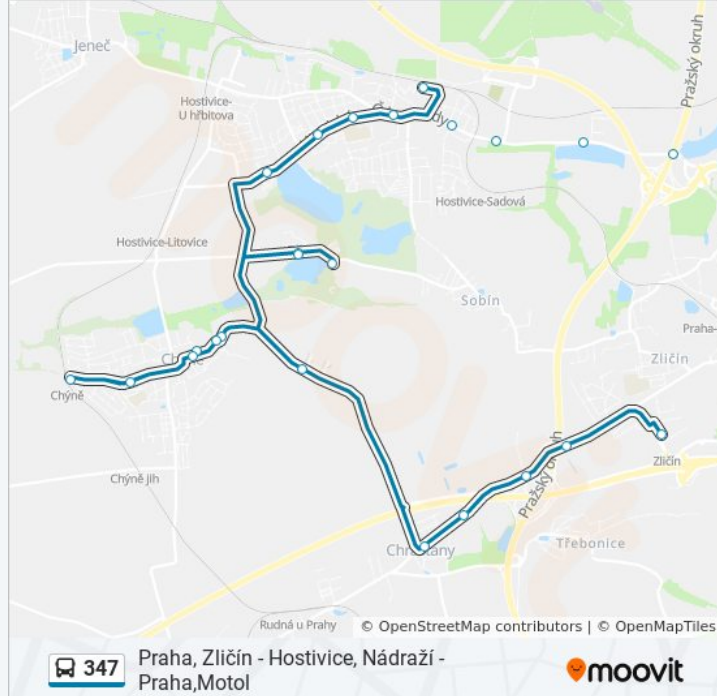 Jeneč
Pražský okruh
Hostivice-
U hřbitova
Hostivice-Sadová
Hostivice-Litovice
Sobín
Praha-
Zličín
Chýně
Zličín
Pražský okruh
Chýně jih
Třebonice
Rudná u Prahy
© OpenStreetMap contributors | © OpenMapTiles
347
Praha, Zličín - Hostivice, Nádraží -
Praha,Motol
moovit